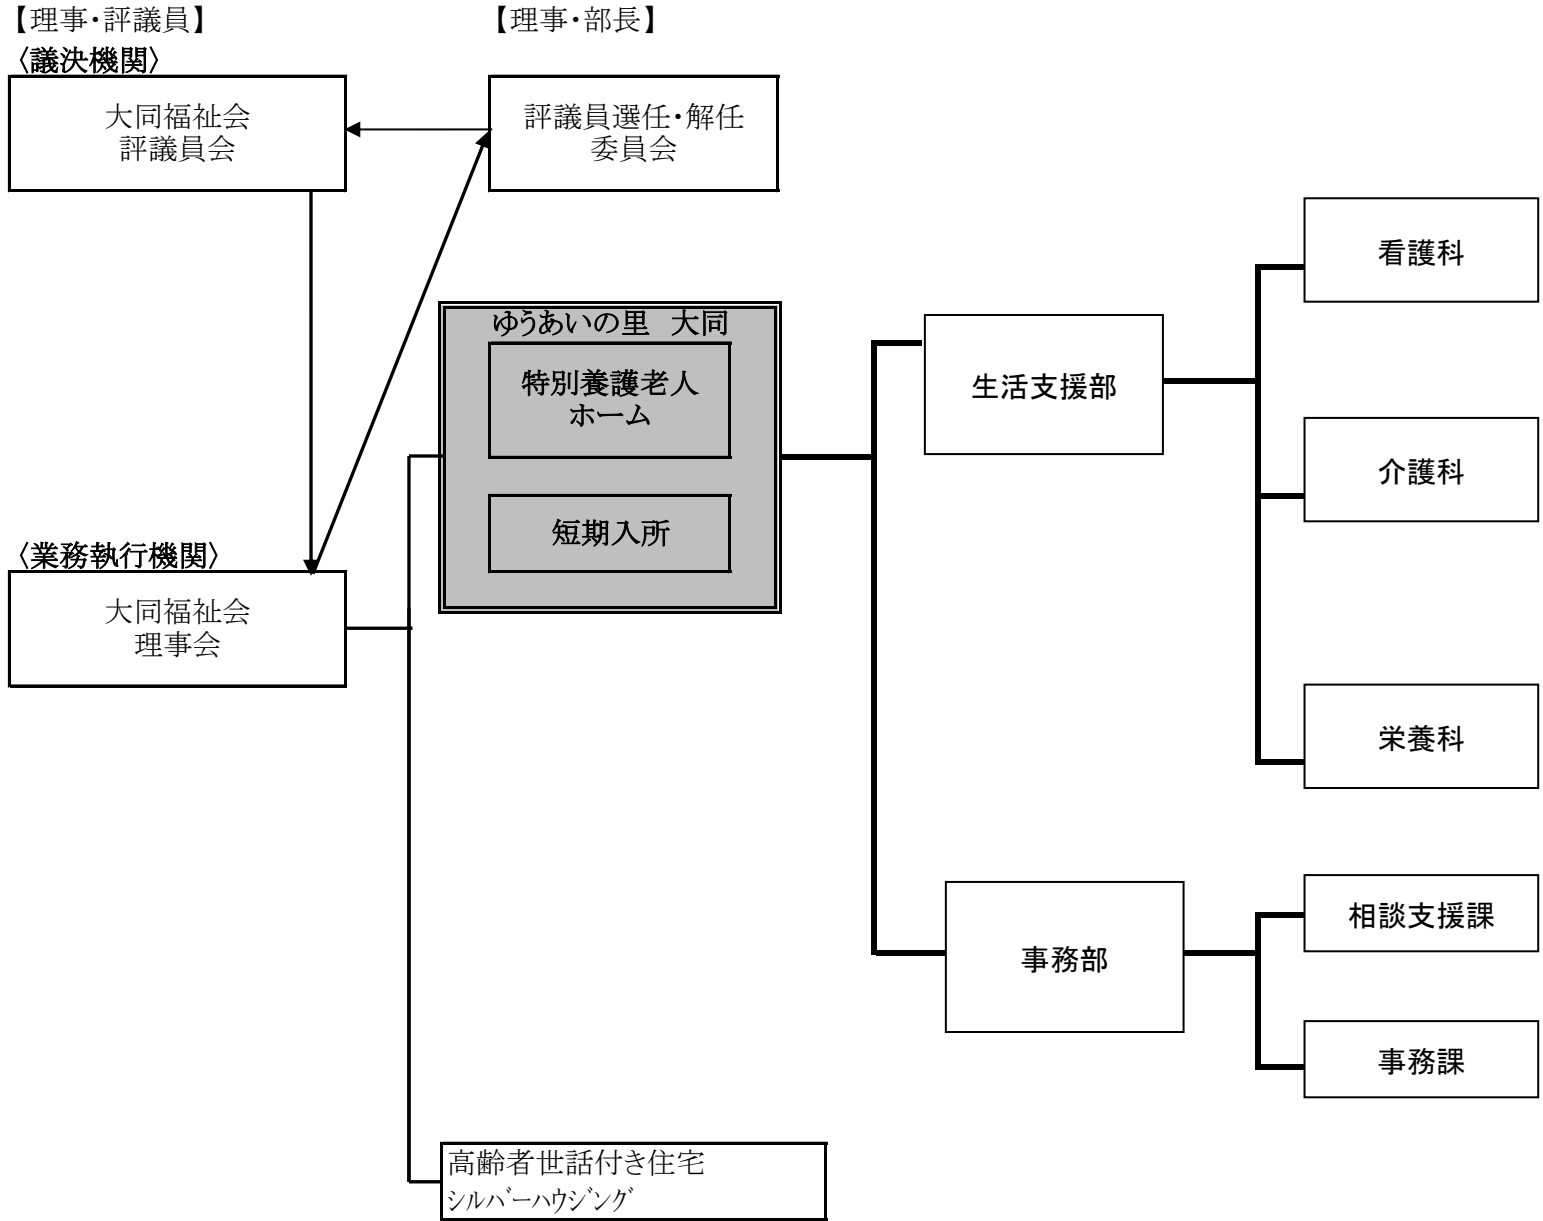 【理事・評議員】
【理事・部長】
〈議決機関〉
大同福祉会
評議員会
評議員選任・解任
委員会
ゆうあいの里　大同
特別養護老人
ホーム
短期入所
〈業務執行機関〉
大同福祉会
理事会
生活支援部
看護科
介護科
栄養科
事務部
相談支援課
事務課
高齢者世話付き住宅
ｼﾙﾊﾞｰﾊｳｼﾞﾝｸﾞ